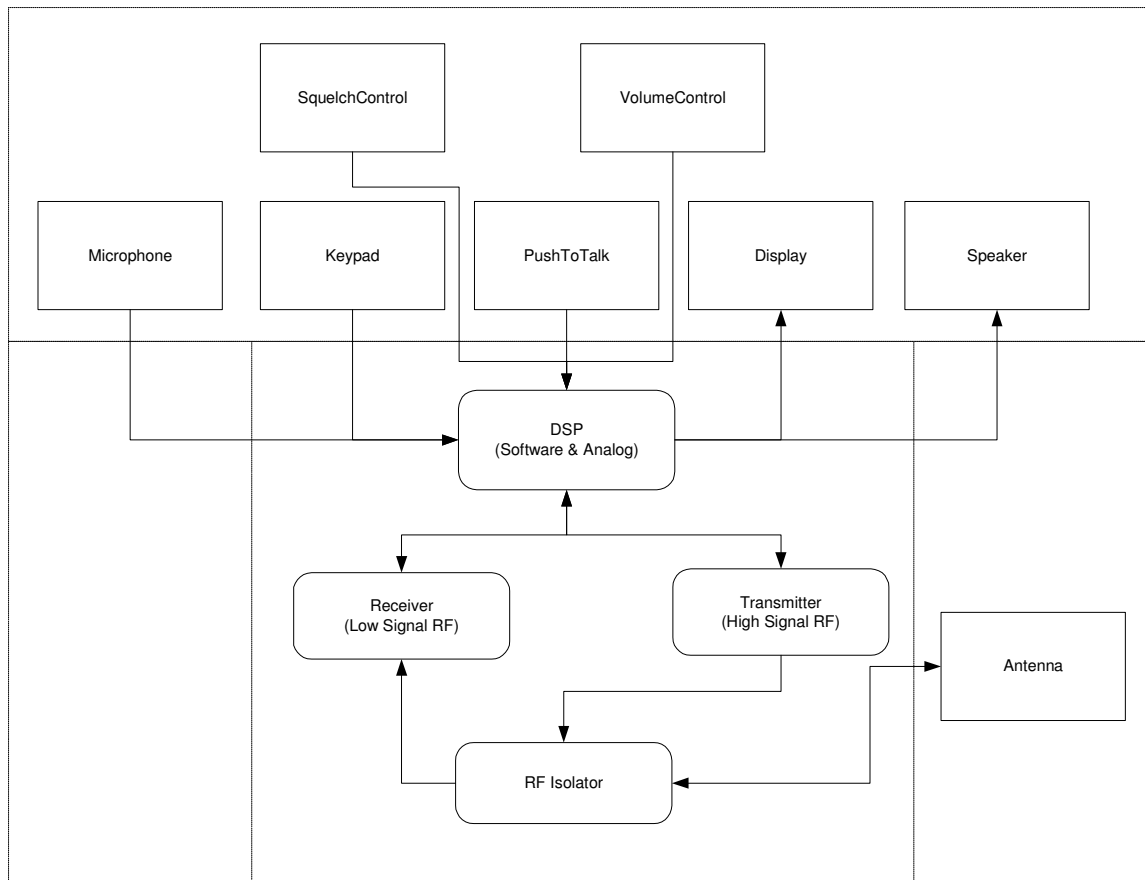 SquelchControl
VolumeControl
Microphone
Keypad
PushToTalk
Display
Speaker
DSP
(Software & Analog)
Receiver
(Low Signal RF)
Transmitter
(High Signal RF)
Antenna
RF Isolator